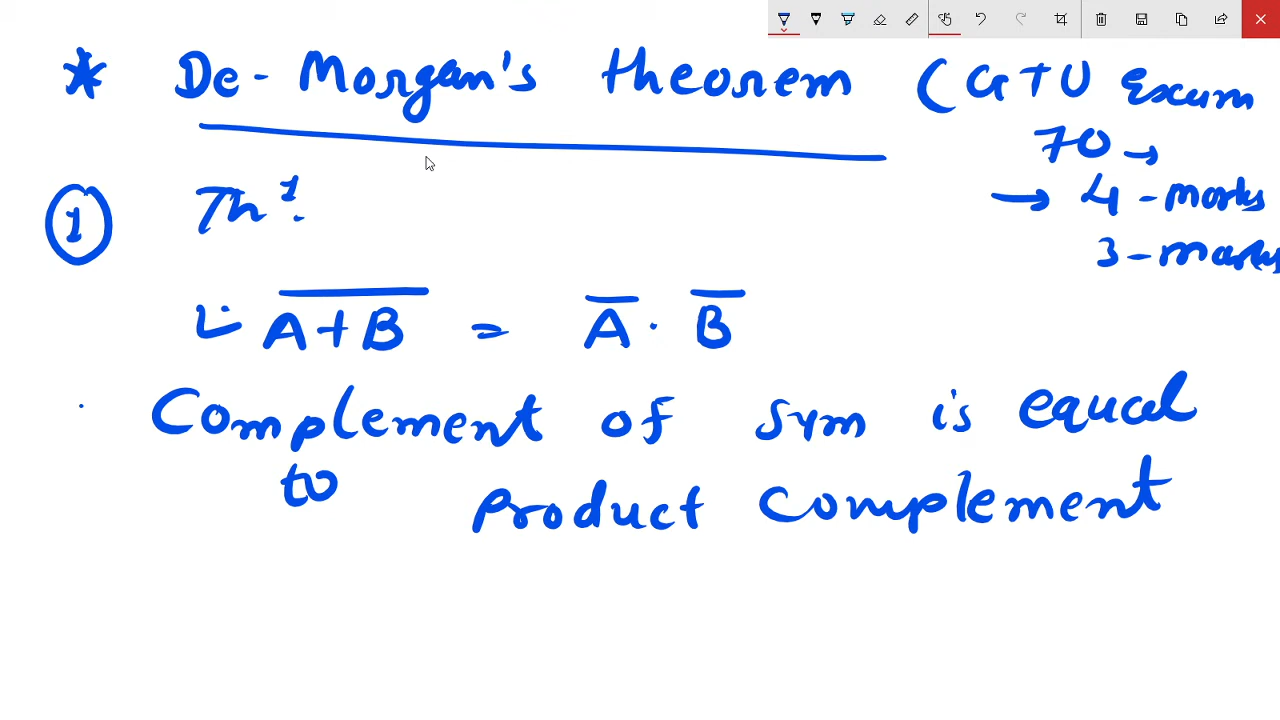 * De-Morgan's theorem (GTU Exam
70 →
→ 4-marks
3-marks
① Th 1.
A̅+̅B̅ = A̅ · B̅
Complement of sum is equal
to product complement